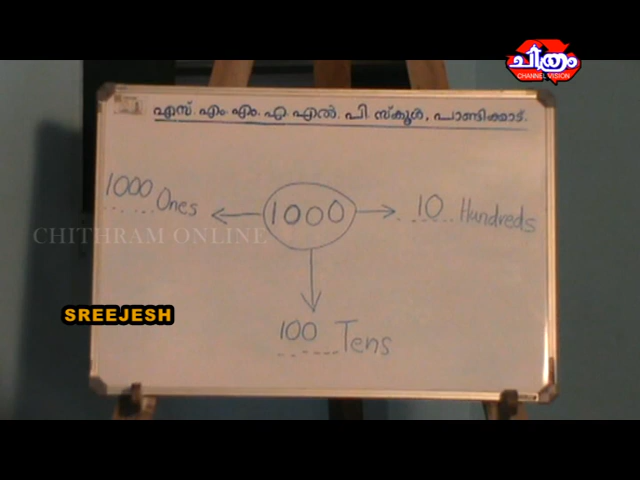 ചിത്രം
CHANNEL VISION
എസ്. എം. എം. എ. എൽ. പി. സ്കൂൾ, പാണ്ടിക്കാട്.
1000 Ones
1000
10 Hundreds
CHITHRAM ONLINE
SREEJESH
100 Tens